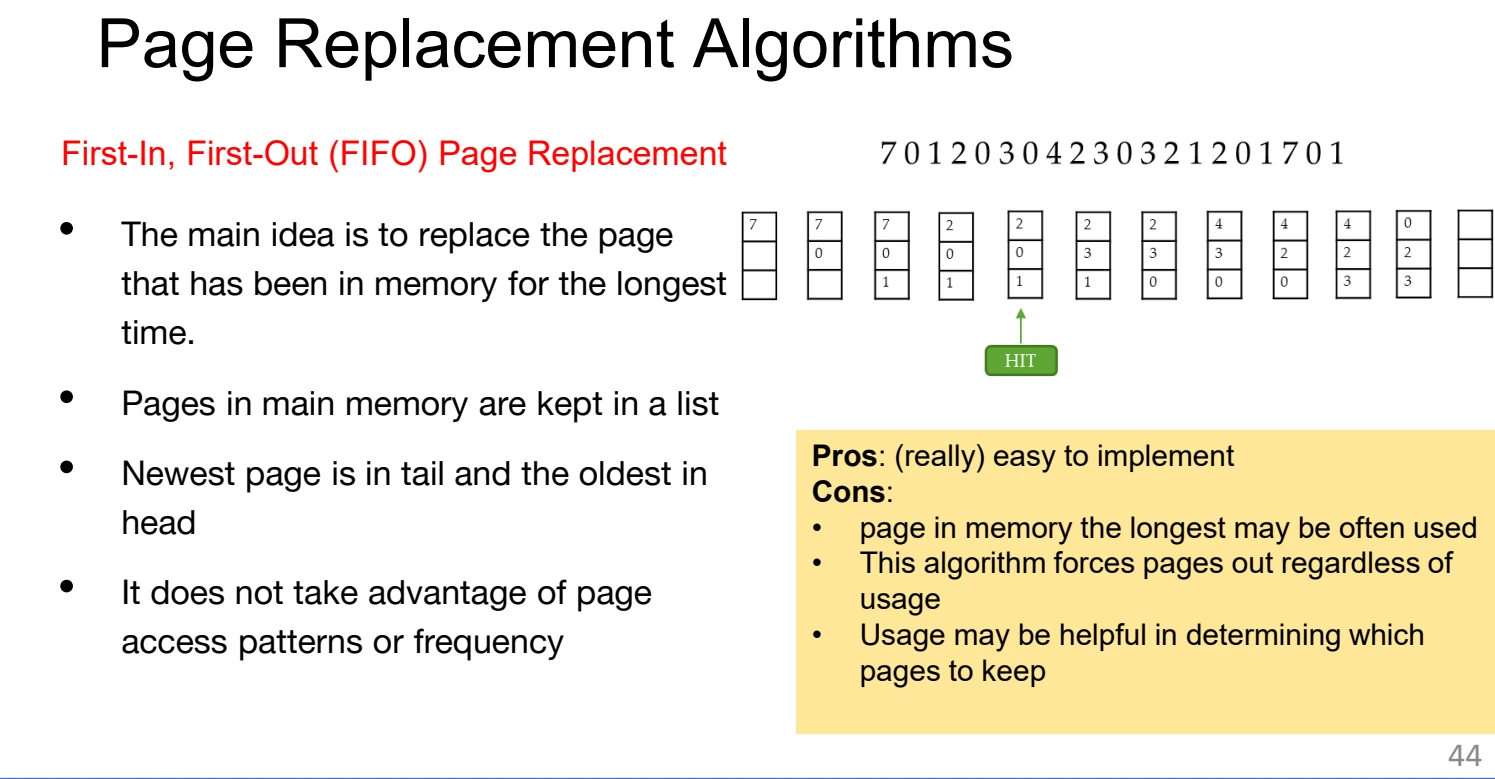 Page Replacement Algorithms
First-In, First-Out (FIFO) Page Replacement
• The main idea is to replace the page
that has been in memory for the longest
time.
• Pages in main memory are kept in a list
• Newest page is in tail and the oldest in
head
• It does not take advantage of page
access patterns or frequency
7 0 1 2 0 3 0 4 2 3 0 3 2 1 2 0 1 7 0 1
7 7 7 2 2 2 2 4 4 4 0
0 0 0 0 3 3 3 2 2 2
1 1 1 1 0 0 0 3 3
HIT
Pros: (really) easy to implement
Cons:
• page in memory the longest may be often used
• This algorithm forces pages out regardless of
usage
• Usage may be helpful in determining which
pages to keep
44